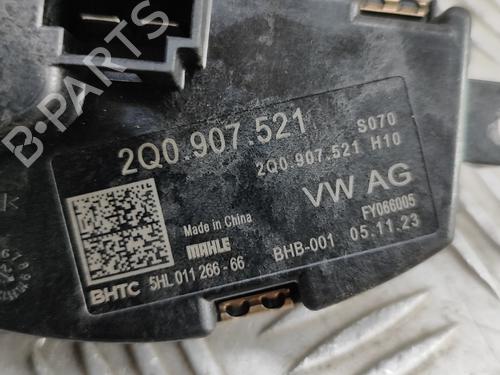 B-PARTS
2Q0.907.521
S070
2Q0 907 521 H10
VW AG
Made in China
MAHLE
FY066005
BHTC 5HL 011 266-66
BHB-001 05.11.23